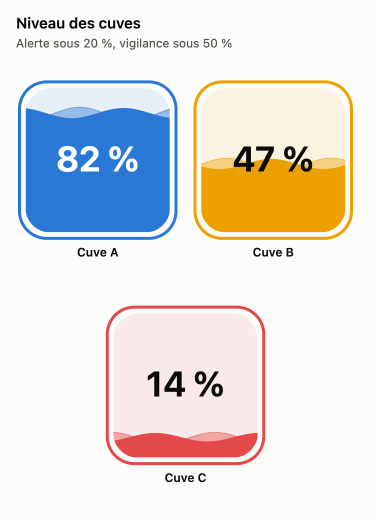 Niveau des cuves
Alerte sous 20 %, vigilance sous 50 %
82 %
47 %
Cuve A
Cuve B
14 %
Cuve C